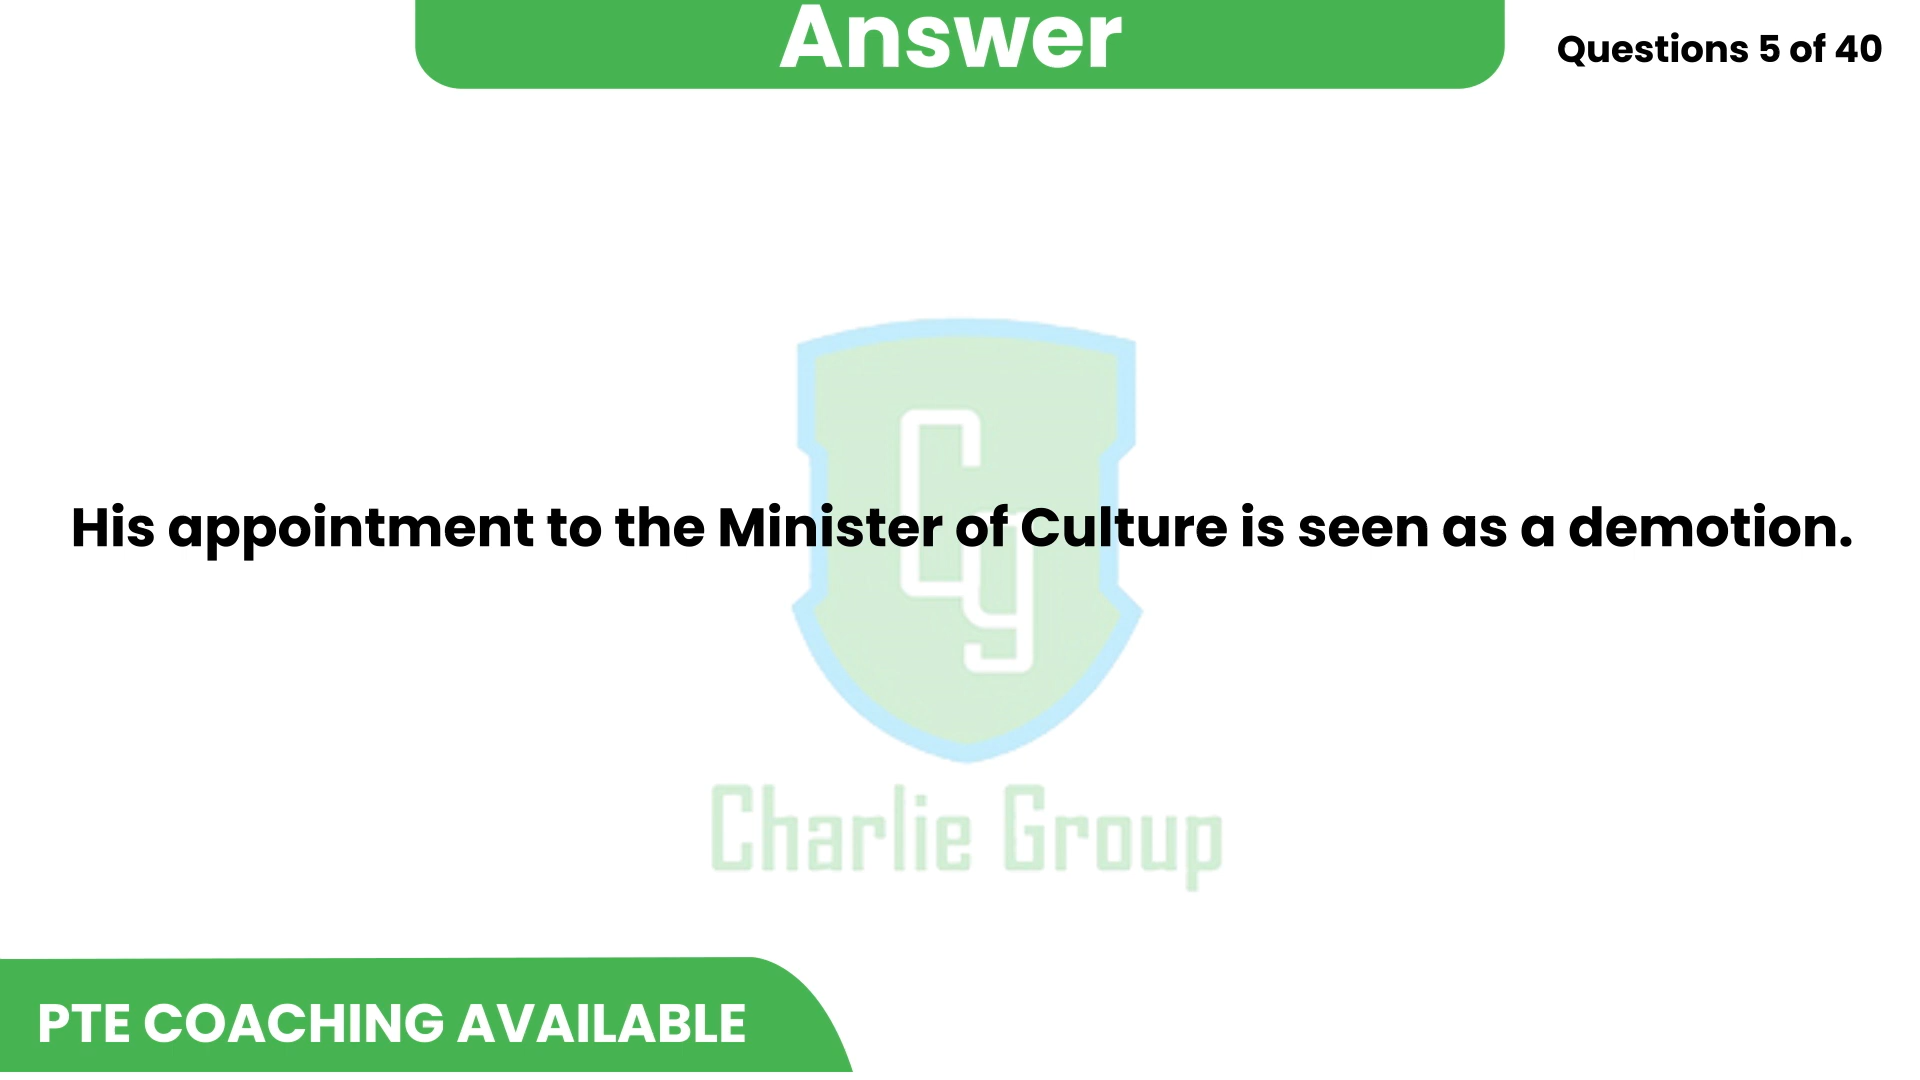 Answer
Questions 5 of 40
His appointment to the Minister of Culture is seen as a demotion.
Cg
Charlie Group
PTE COACHING AVAILABLE